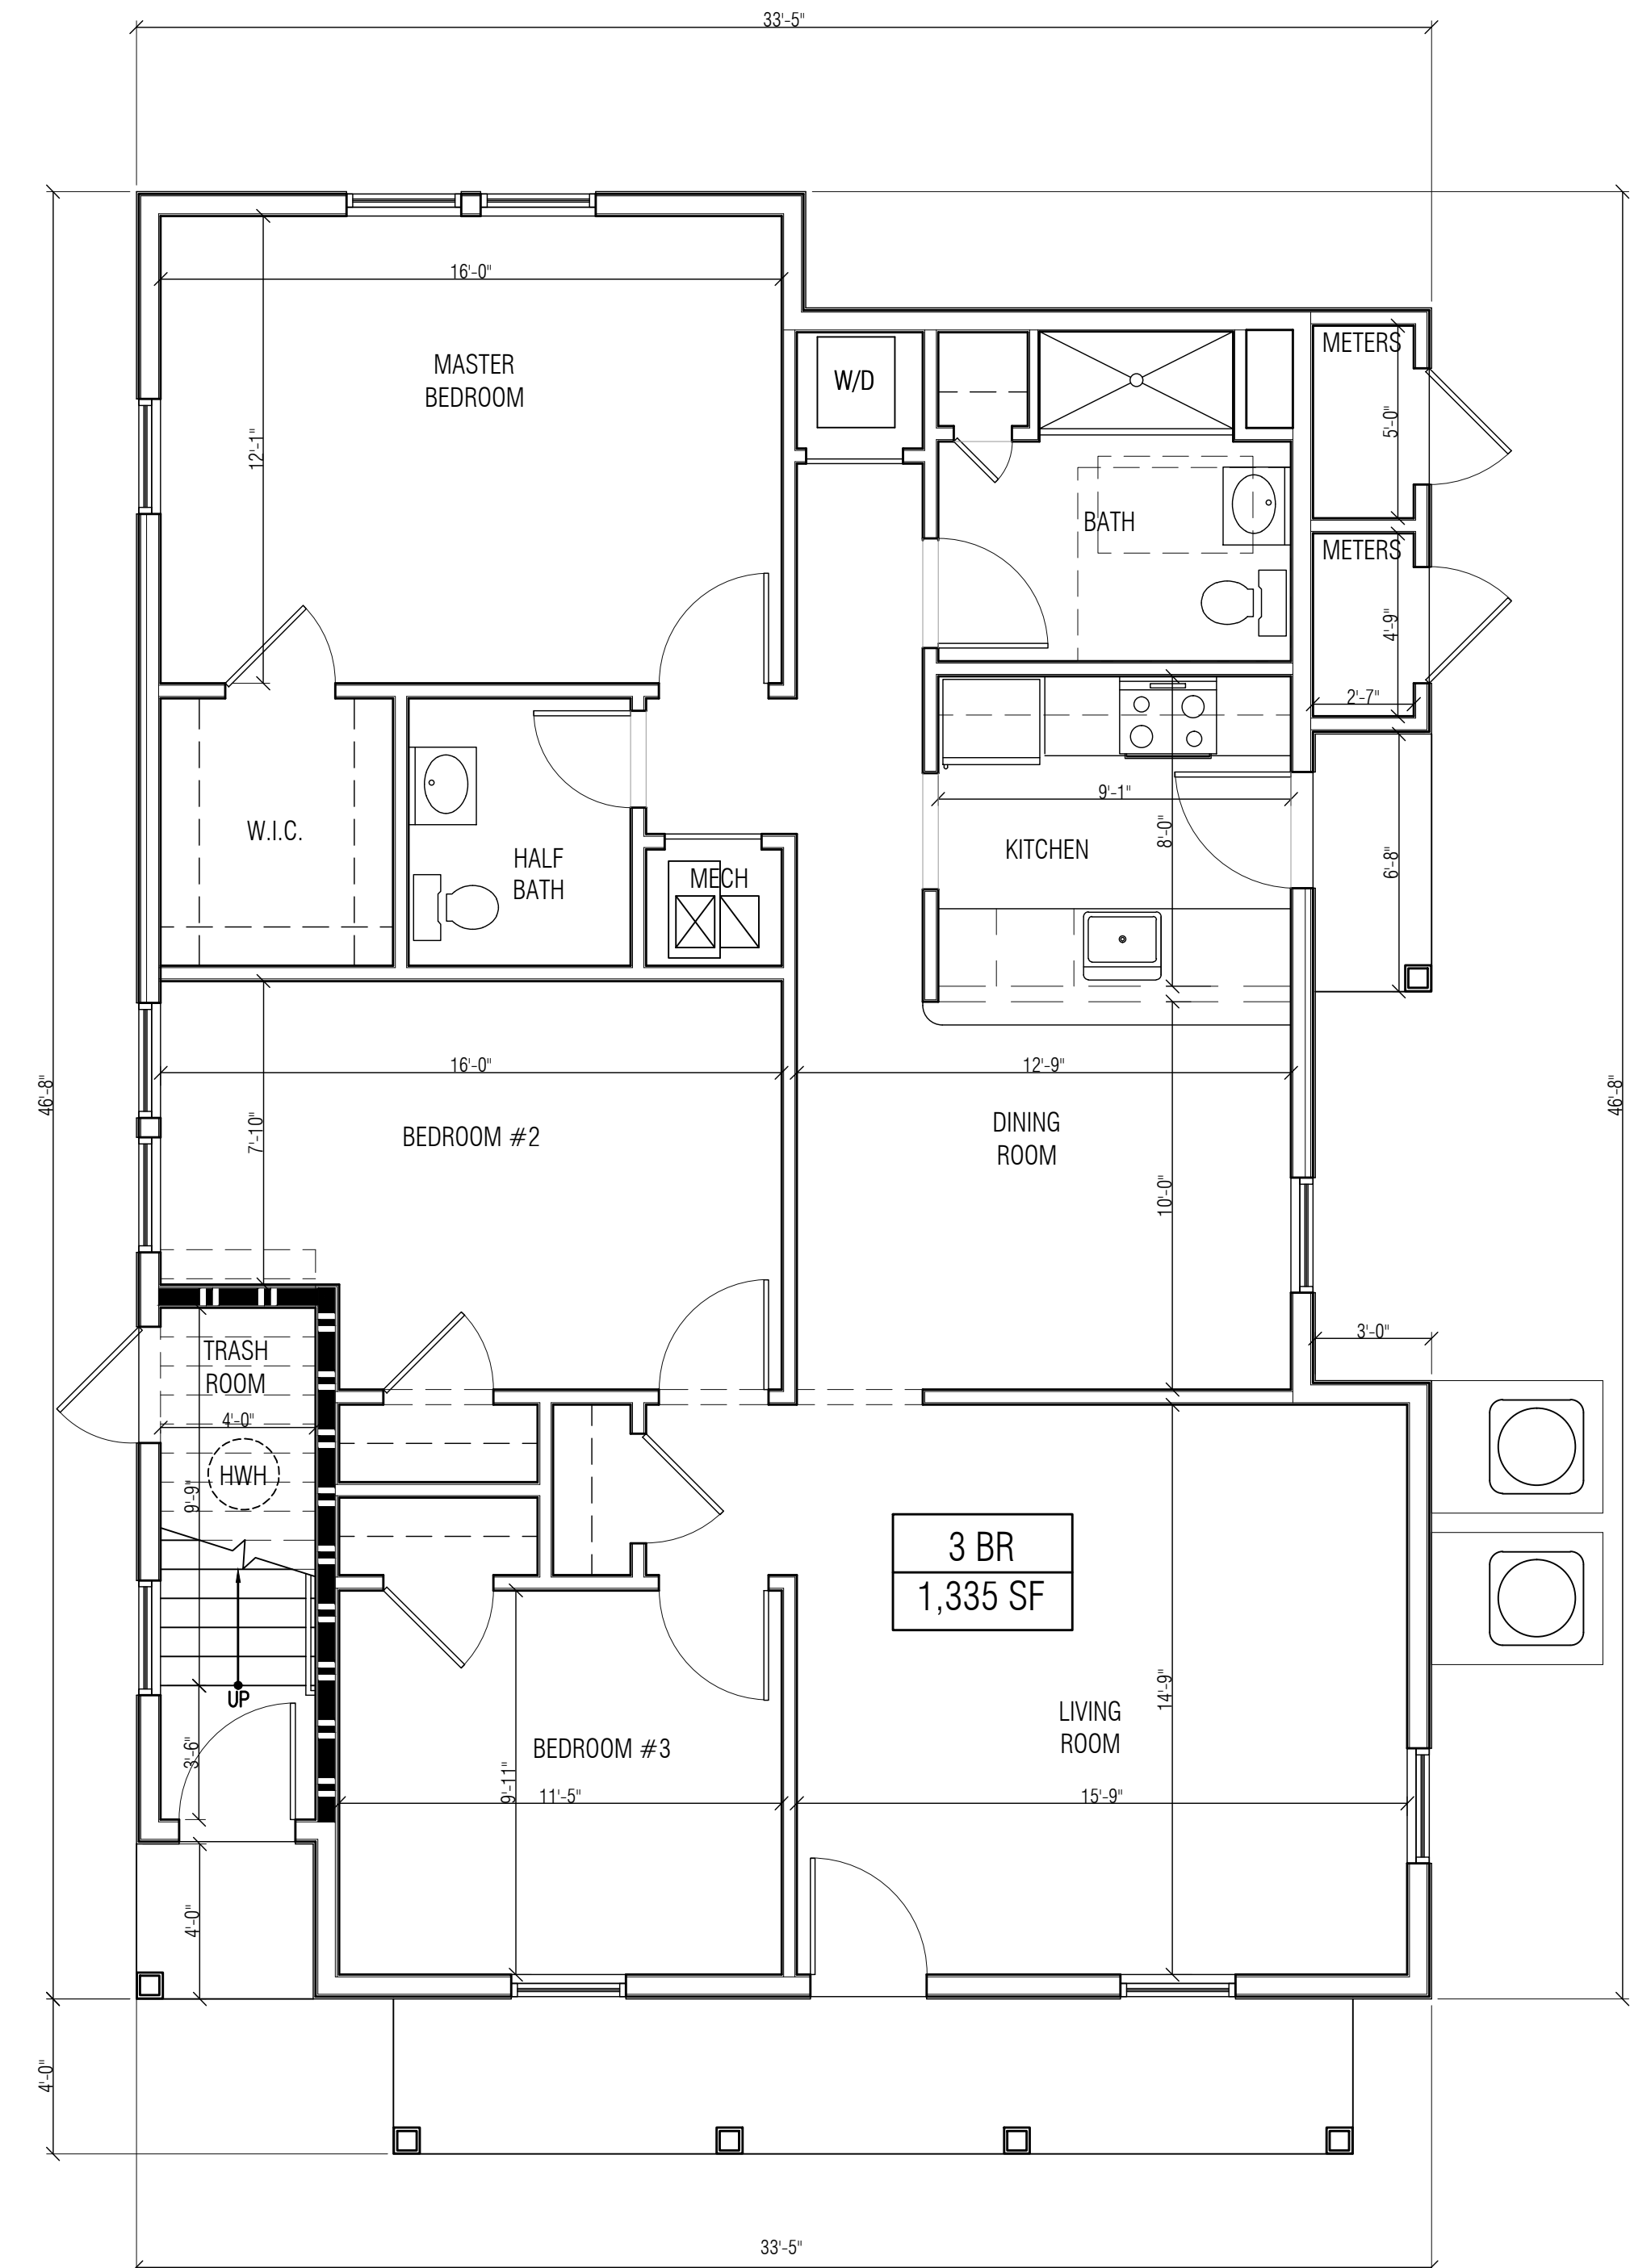 33'-5"
16'-0"
MASTER
BEDROOM
12'-1"
W/D
METERS
5'-0"
BATH
METERS
4'-9"
2'-7"
9'-1"
8'-0"
KITCHEN
6'-8"
W.I.C.
HALF
BATH
MECH
46'-8"
46'-8"
16'-0"
12'-9"
7'-10"
BEDROOM #2
DINING
ROOM
10'-0"
3'-0"
TRASH
ROOM
4'-0"
HWH
9'-9"
3 BR
1,335 SF
UP
3'-6"
BEDROOM #3
9'-11"
11'-5"
LIVING
ROOM
14'-9"
15'-9"
4'-0"
4'-0"
33'-5"